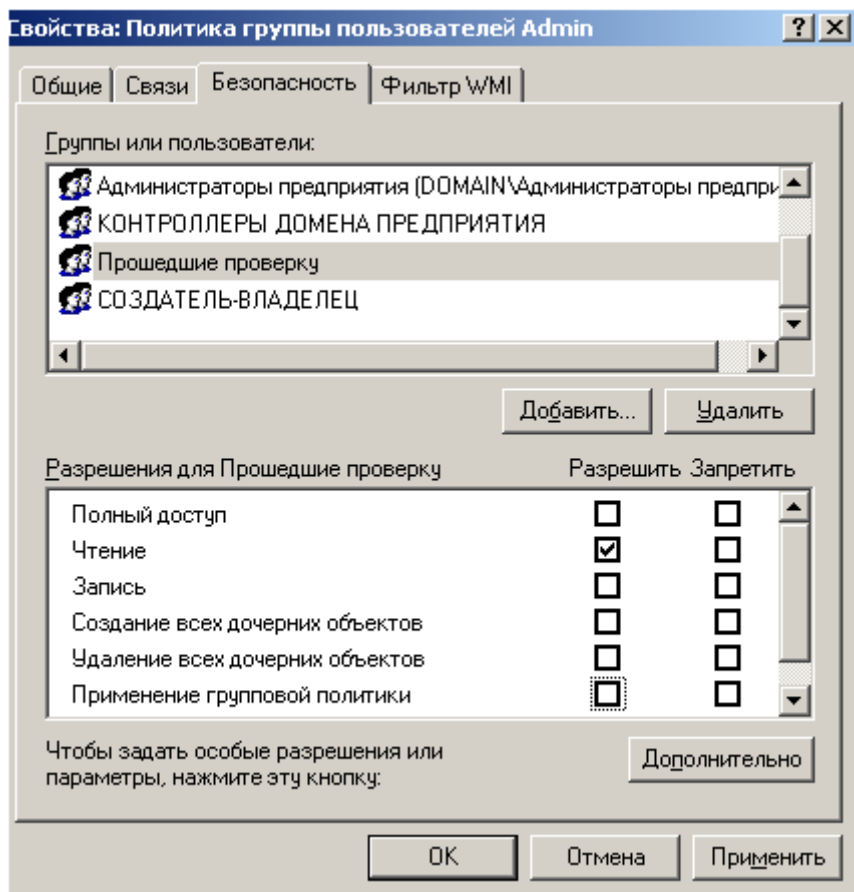 Свойства: Политика группы пользователей Admin
Общие Связи Безопасность Фильтр WMI
Группы или пользователи:
Администраторы предприятия (DOMAIN\Администраторы предпри
КОНТРОЛЛЕРЫ ДОМЕНА ПРЕДПРИЯТИЯ
Прошедшие проверку
СОЗДАТЕЛЬ-ВЛАДЕЛЕЦ
Добавить... Удалить
Разрешения для Прошедшие проверку Разрешить Запретить
Полный доступ
Чтение
Запись
Создание всех дочерних объектов
Удаление всех дочерних объектов
Применение групповой политики
Чтобы задать особые разрешения или
параметры, нажмите эту кнопку:
Дополнительно
OK Отмена Применить